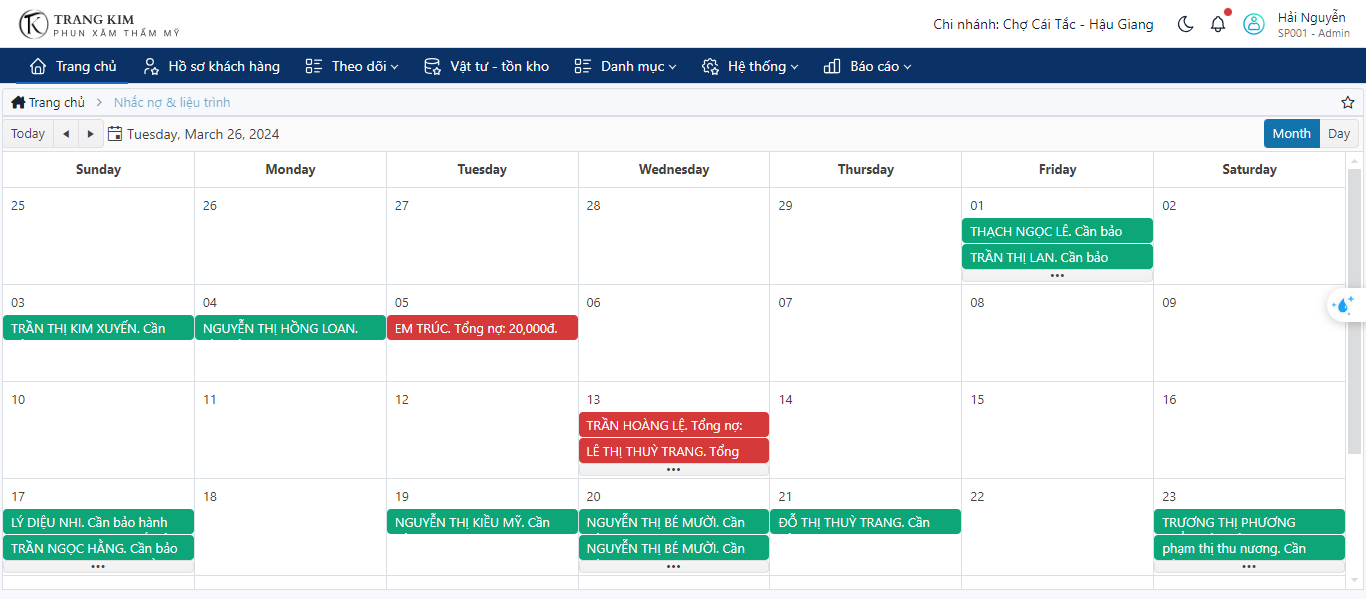 TRANG KIM
PHUN XĂM THẨM MỸ
Chi nhánh: Chợ Cái Tắc - Hậu Giang
Hải Nguyễn
SP001 - Admin
Trang chủ
Hồ sơ khách hàng
Theo dõi
Vật tư - tồn kho
Danh mục
Hệ thống
Báo cáo
Trang chủ > Nhắc nợ & liệu trình
Today
Tuesday, March 26, 2024
Month
Day
Sunday Monday Tuesday Wednesday Thursday Friday Saturday
25 26 27 28 29 01 02
THẠCH NGỌC LÊ. Cần bảo
TRẦN THỊ LAN. Cần bảo
•••
03 04 05 06 07 08 09
TRẦN THỊ KIM XUYẾN. Cần
NGUYỄN THỊ HỒNG LOAN.
EM TRÚC. Tổng nợ: 20,000đ.
10 11 12 13 14 15 16
TRẦN HOÀNG LỆ. Tổng nợ:
LÊ THỊ THUỲ TRANG. Tổng
•••
17 18 19 20 21 22 23
LÝ DIỆU NHI. Cần bảo hành
TRẦN NGỌC HẰNG. Cần bảo
•••
NGUYỄN THỊ KIỀU MỸ. Cần
NGUYỄN THỊ BÉ MƯỜI. Cần
NGUYỄN THỊ BÉ MƯỜI. Cần
•••
ĐỖ THỊ THUỲ TRANG. Cần
TRƯƠNG THỊ PHƯƠNG
phạm thị thu nương. Cần
•••